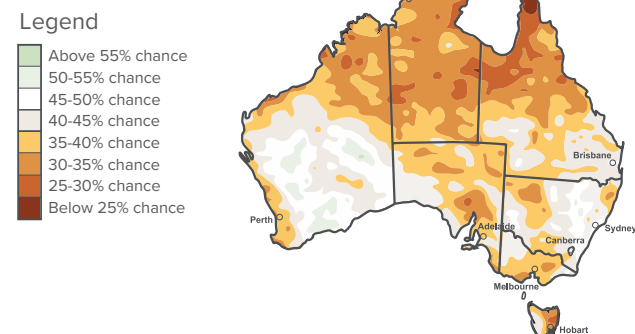 Legend
Above 55% chance
50-55% chance
45-50% chance
40-45% chance
35-40% chance
30-35% chance
25-30% chance
Below 25% chance
Brisbane
Perth
Adelaide
Sydney
Canberra
Melbourne
Hobart